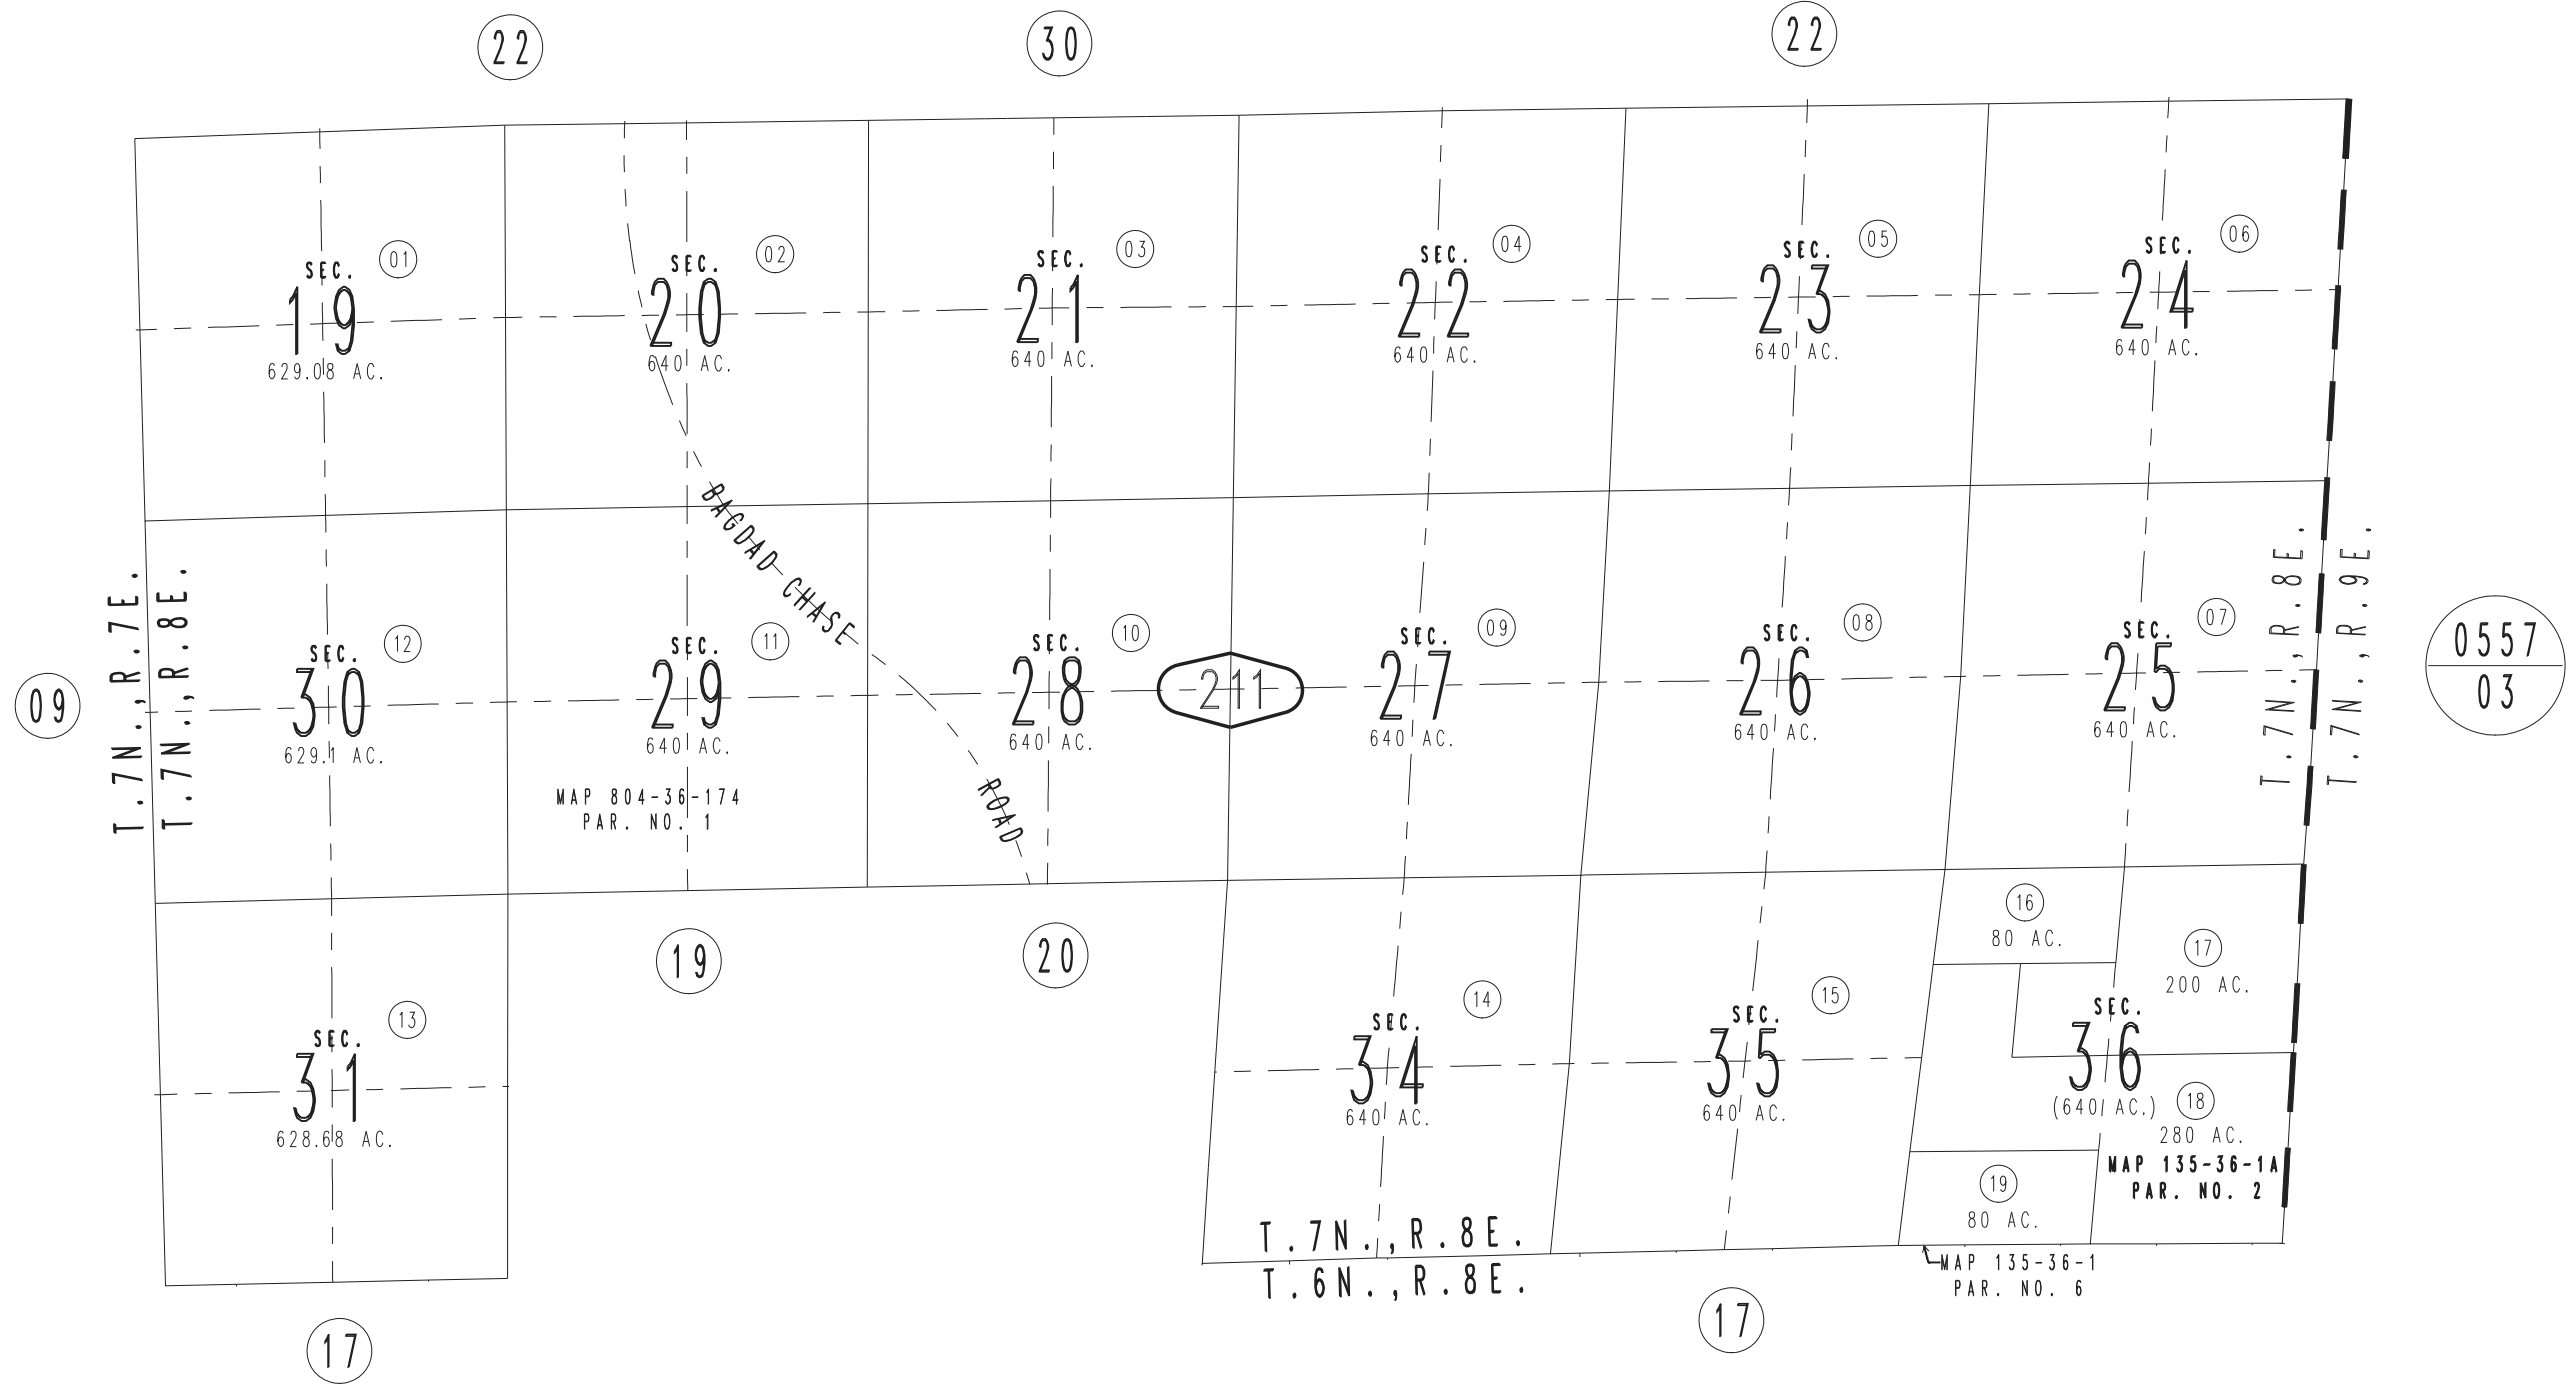 22
30
22
SEC.
19
629.08 AC.
01
SEC.
20
640 AC.
02
SEC.
21
640 AC.
03
SEC.
22
640 AC.
04
SEC.
23
640 AC.
05
SEC.
24
640 AC.
06
BAGDAD CHASE ROAD
09
T.7N.,R.7E.
T.7N.,R.8E.
SEC.
30
629.1 AC.
12
SEC.
29
640 AC.
11
MAP 804-36-174
PAR. NO. 1
SEC.
28
640 AC.
10
211
SEC.
27
640 AC.
09
SEC.
26
640 AC.
08
SEC.
25
640 AC.
07
T.7N.,R.8E.
T.7N.,R.9E.
0557
03
19
20
SEC.
31
628.68 AC.
13
SEC.
34
640 AC.
14
SEC.
35
640 AC.
15
16
80 AC.
17
200 AC.
SEC.
36
(640 AC.)
18
280 AC.
MAP 135-36-1A
PAR. NO. 2
19
80 AC.
T.7N.,R.8E.
T.6N.,R.8E.
MAP 135-36-1
PAR. NO. 6
17
17